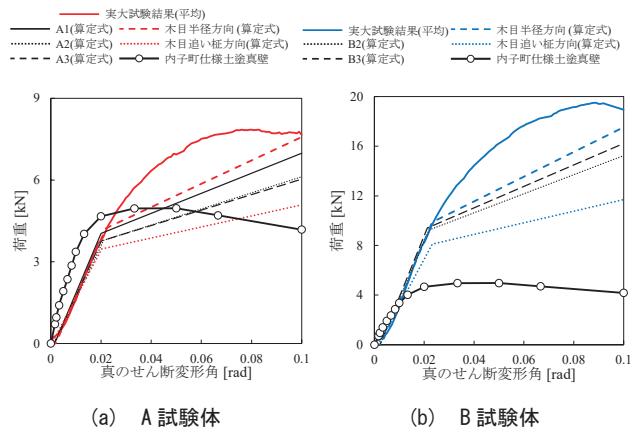 実大試験結果(平均)
A1(算定式) 木目半径方向(算定式)
A2(算定式) 木目追い柾方向(算定式)
A3(算定式) 内子町仕様土塗真壁
9
6
3
0
荷重 [kN]
0 0.02 0.04 0.06 0.08 0.1
真のせん断変形角 [rad]
(a) A試験体
実大試験結果(平均) 木目半径方向(算定式)
B2(算定式) 木目追い柾方向(算定式)
B3(算定式) 内子町仕様土塗真壁
20
16
12
8
4
0
荷重 [kN]
0 0.02 0.04 0.06 0.08 0.1
真のせん断変形角 [rad]
(b) B試験体